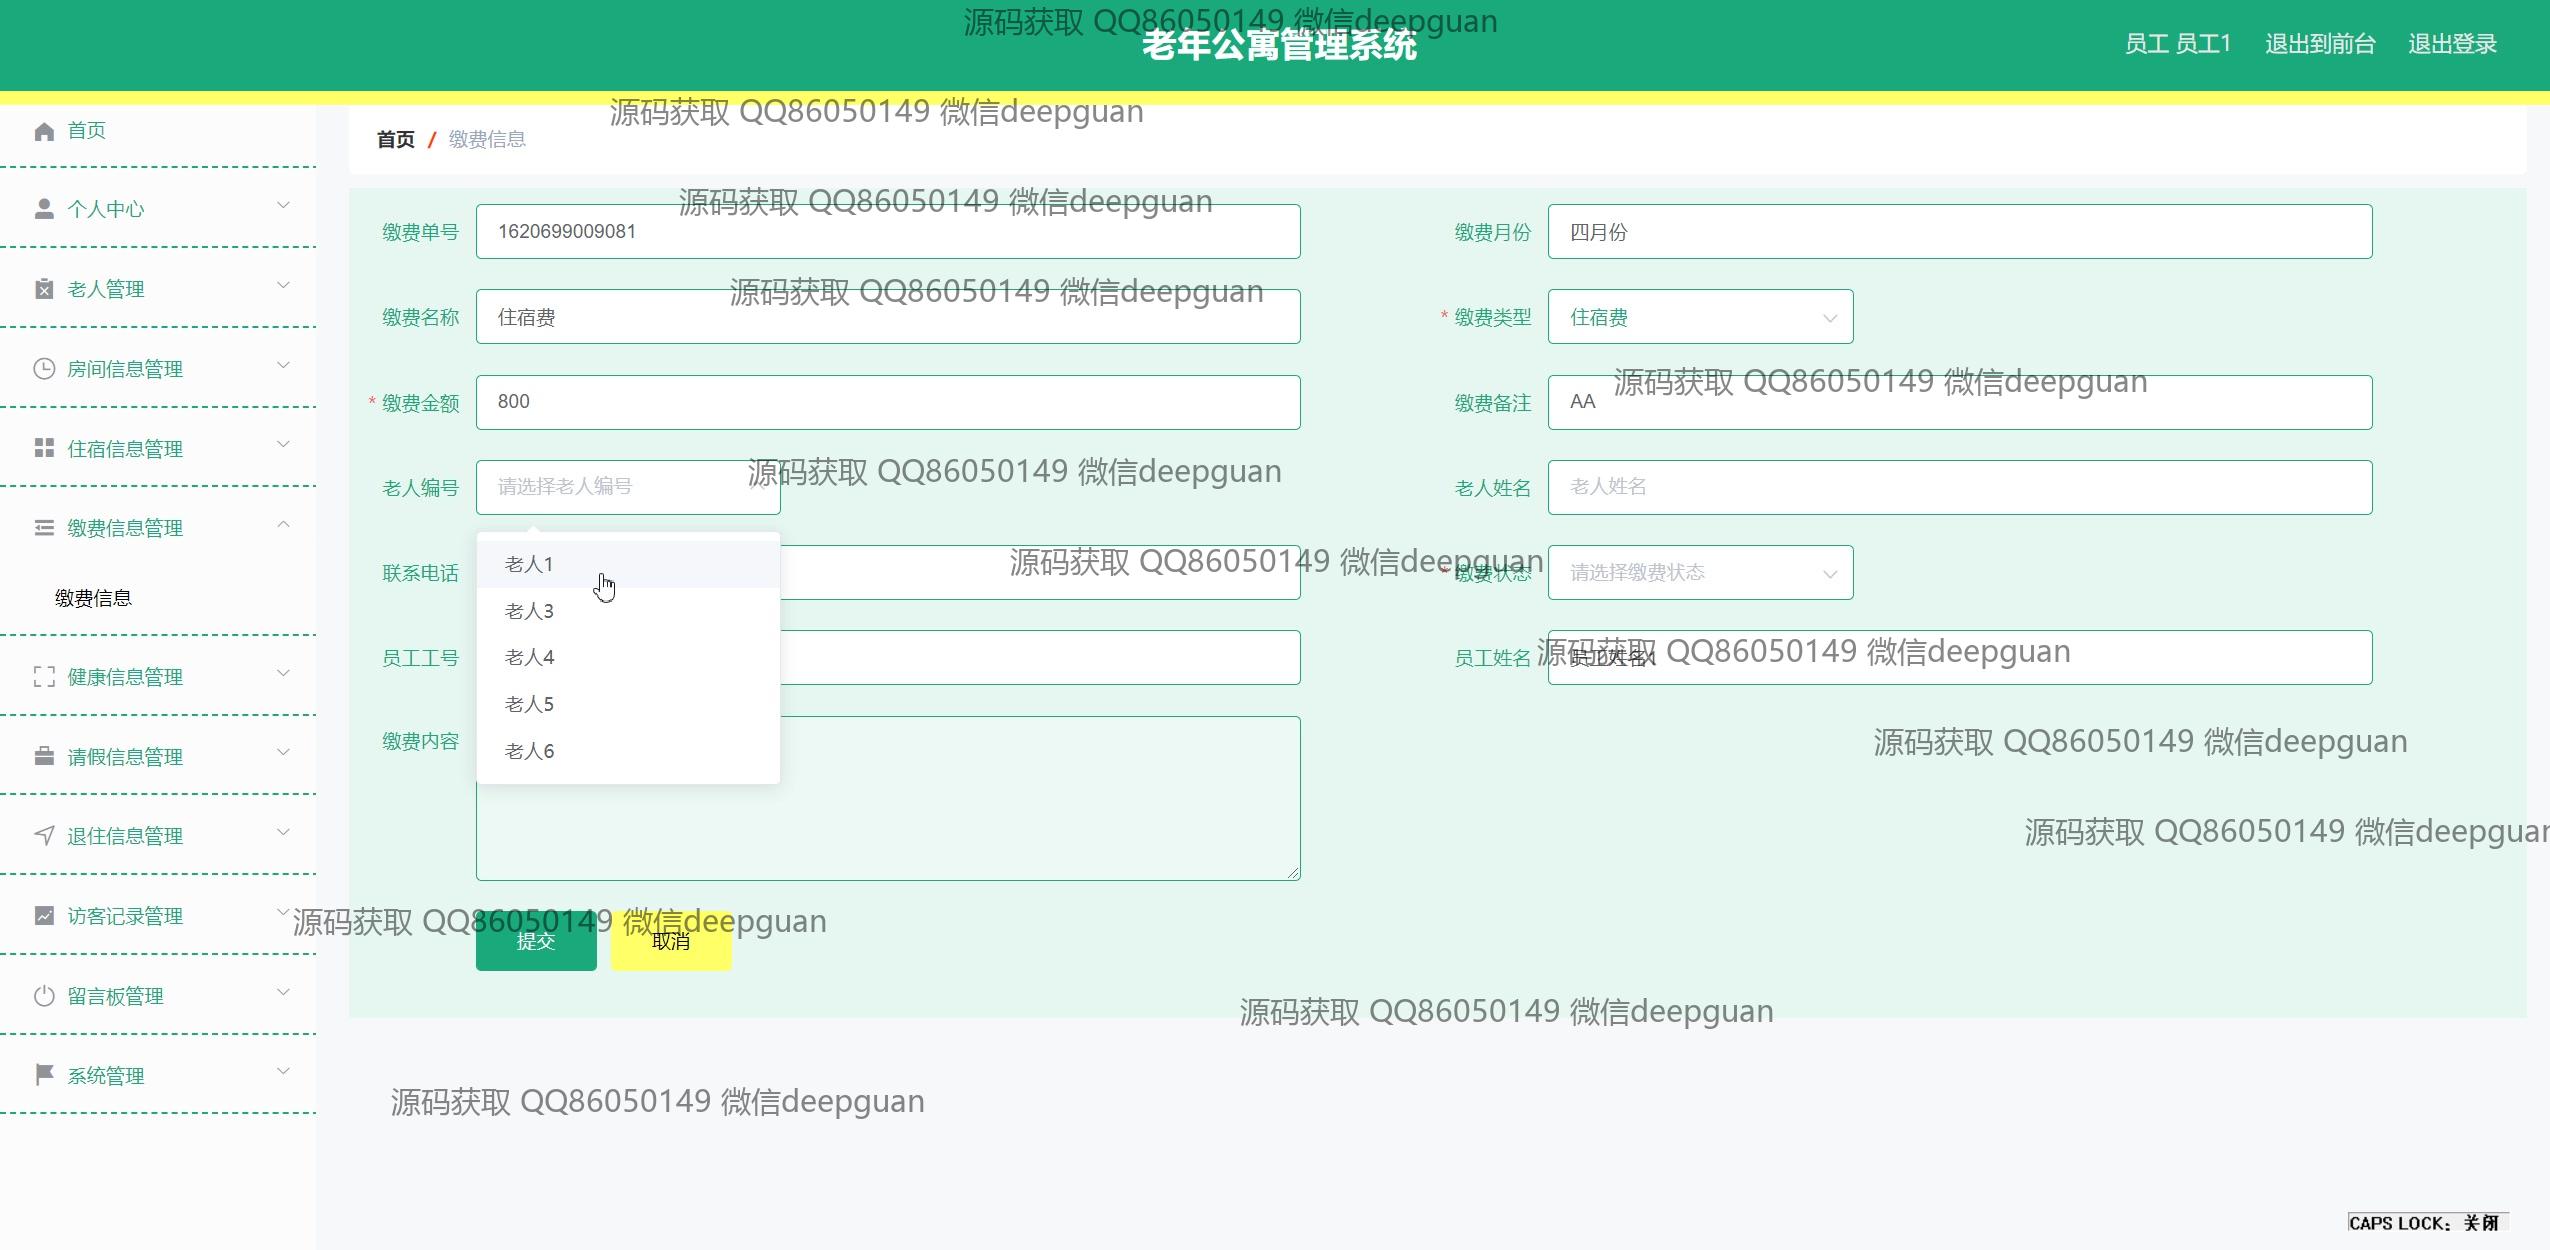 源码获取 QQ86050149 微信deepguan
老年公寓管理系统
员工 员工1 退出到前台 退出登录
源码获取 QQ86050149 微信deepguan
首页
首页 / 缴费信息
源码获取 QQ86050149 微信deepguan
个人中心
缴费单号 1620699009081 缴费月份 四月份
源码获取 QQ86050149 微信deepguan
老人管理
缴费名称 住宿费 * 缴费类型 住宿费
房间信息管理
源码获取 QQ86050149 微信deepguan
* 缴费金额 800 缴费备注 AA
住宿信息管理
源码获取 QQ86050149 微信deepguan
老人编号 请选择老人编号 老人姓名 老人姓名
缴费信息管理
源码获取 QQ86050149 微信deepguan
老人1
联系电话 * 缴费状态 请选择缴费状态
缴费信息
老人3
源码获取 QQ86050149 微信deepguan
员工工号 老人4 员工姓名 员工姓名1
健康信息管理
老人5
缴费内容
源码获取 QQ86050149 微信deepguan
老人6
请假信息管理
退住信息管理
源码获取 QQ86050149 微信deepguan
访客记录管理
源码获取 QQ86050149 微信deepguan
提交 取消
留言板管理
源码获取 QQ86050149 微信deepguan
系统管理
源码获取 QQ86050149 微信deepguan
CAPS LOCK：关闭